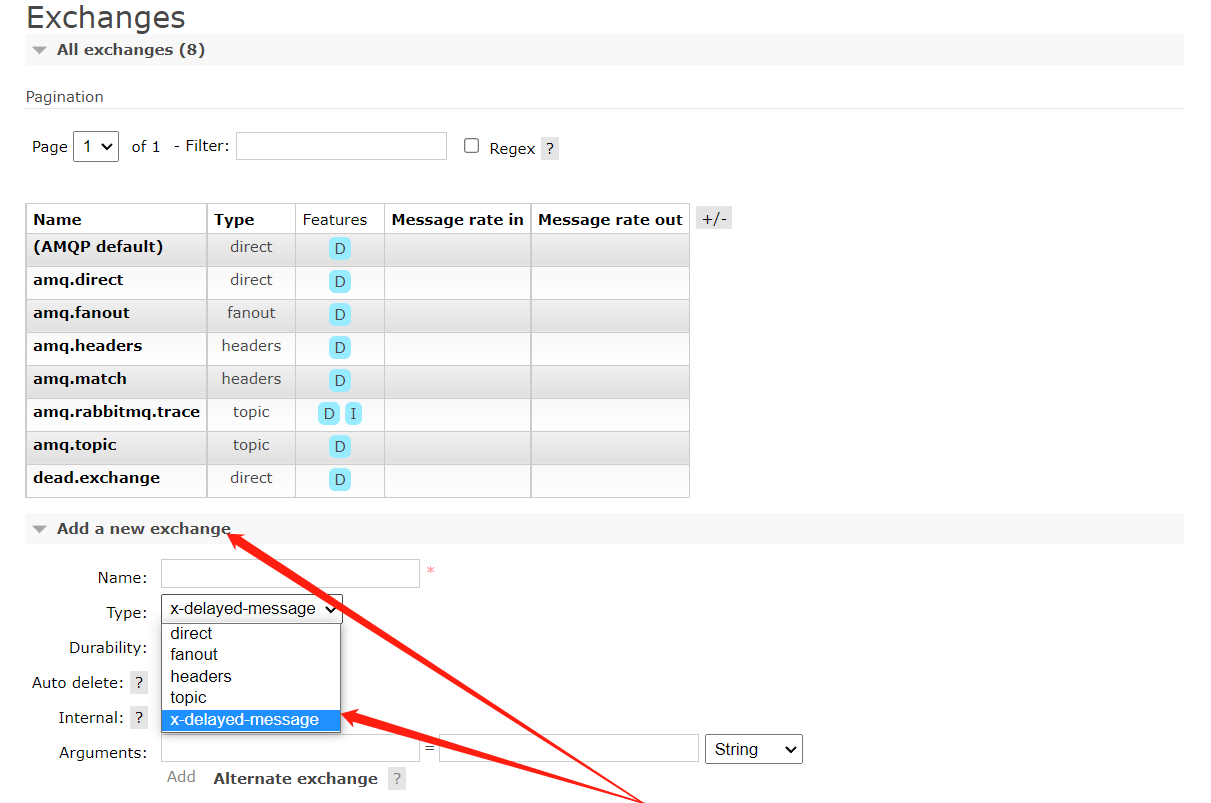 Exchanges
All exchanges (8)
Pagination
Page 1 of 1 - Filter: Regex ?
Name Type Features Message rate in Message rate out +/-
(AMQP default) direct D
amq.direct direct D
amq.fanout fanout D
amq.headers headers D
amq.match headers D
amq.rabbitmq.trace topic D I
amq.topic topic D
dead.exchange direct D
Add a new exchange
Name: *
Type: x-delayed-message
direct
Durability:
fanout
headers
Auto delete: ?
topic
Internal: ? x-delayed-message
Arguments: = String
Add Alternate exchange ?